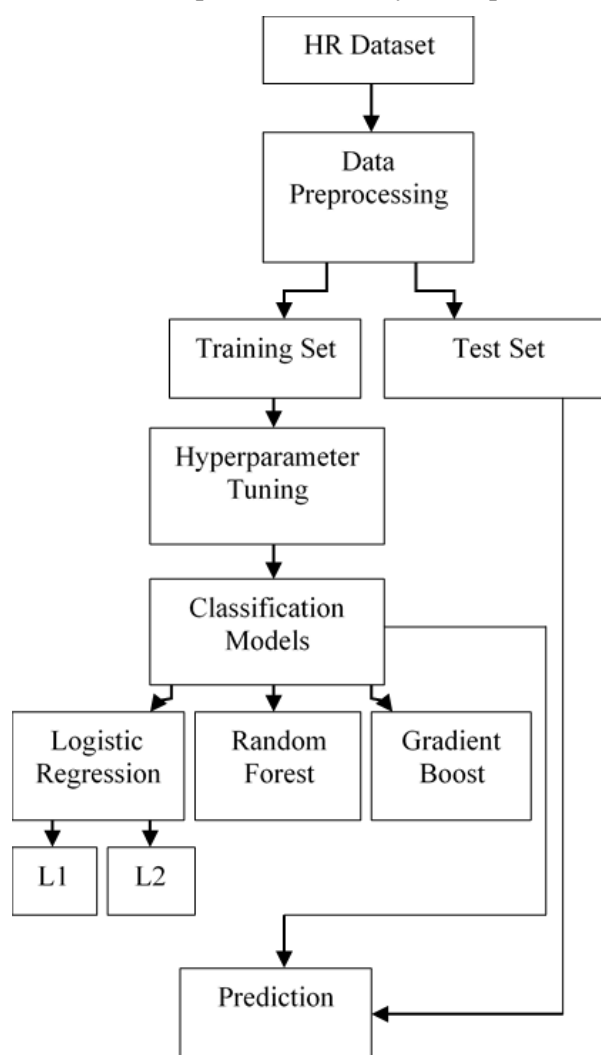 HR Dataset
Data
Preprocessing
Training Set
Test Set
Hyperparameter
Tuning
Classification
Models
Logistic
Regression
Random
Forest
Gradient
Boost
L1
L2
Prediction